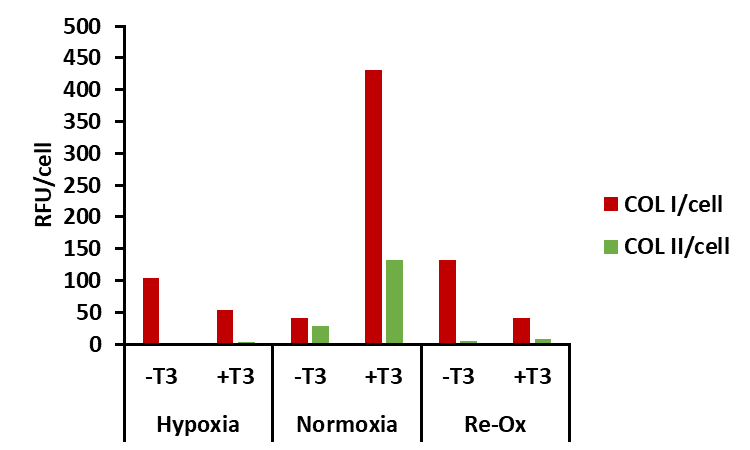 500
450
400
350
300
250
200
150
100
50
0
RFU/cell
COL I/cell
COL II/cell
-T3 +T3 -T3 +T3 -T3 +T3
Hypoxia Normoxia Re-Ox